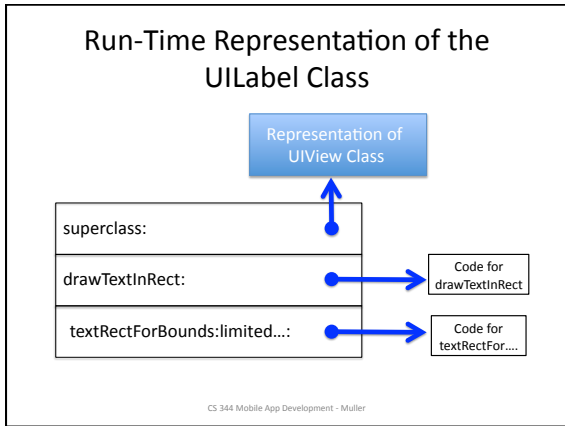 Run-Time Representation of the
UILabel Class
Representation of
UIView Class
superclass:
drawTextInRect:
Code for
drawTextInRect
textRectForBounds:limited...:
Code for
textRectFor....
CS 344 Mobile App Development - Muller